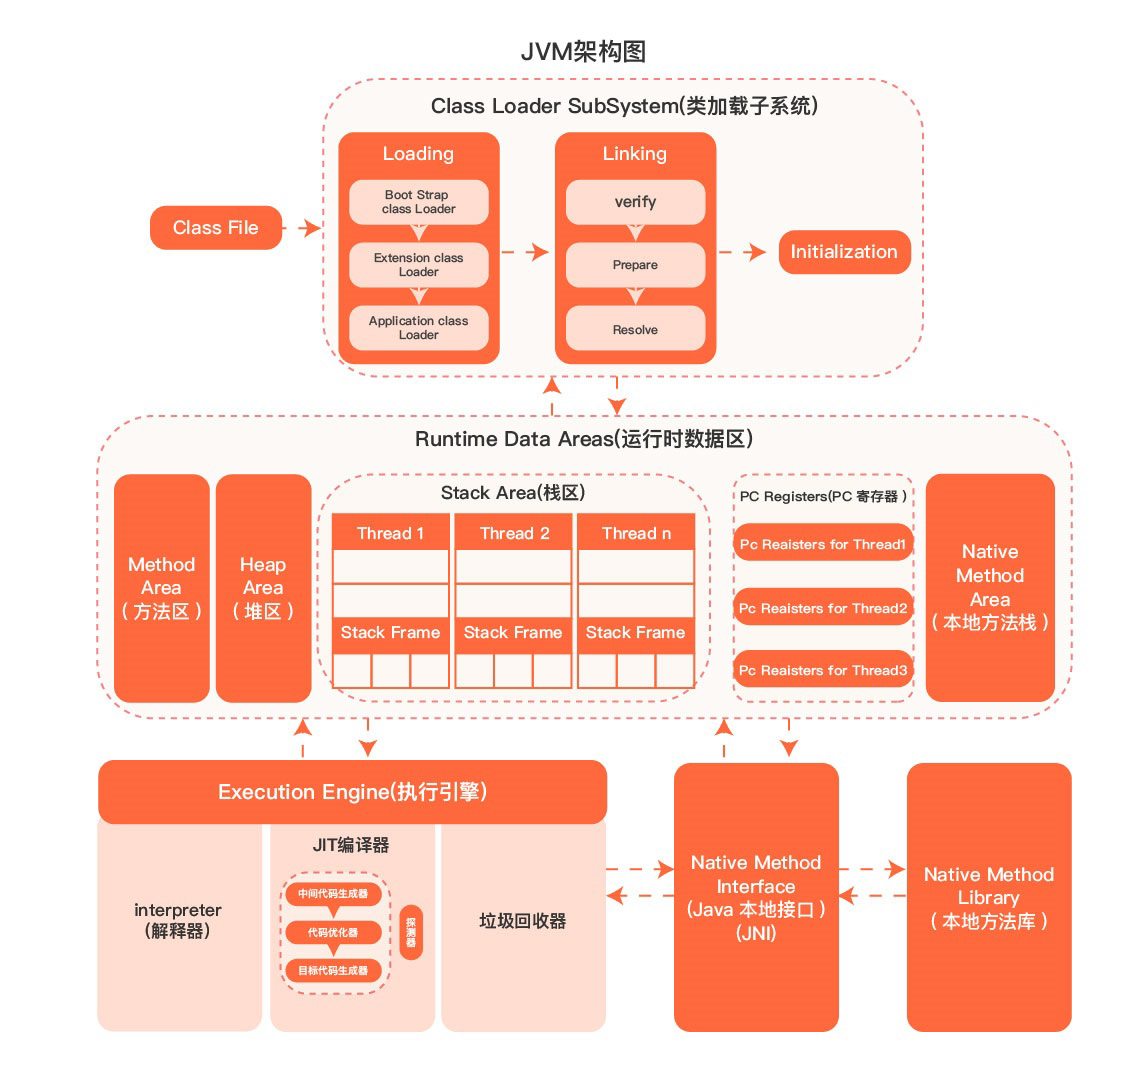 JVM架构图
Class Loader SubSystem(类加载子系统)
Class File
Loading
Boot Strap
class Loader
Extension class
Loader
Application class
Loader
Linking
verify
Prepare
Resolve
Initialization
Runtime Data Areas(运行时数据区)
Method
Area
（方法区）
Heap
Area
（堆区）
Stack Area(栈区)
Thread 1
Thread 2
Thread n
Stack Frame
Stack Frame
Stack Frame
PC Registers(PC 寄存器）
Pc Reaisters for Thread1
Pc Reaisters for Thread2
Pc Reaisters for Thread3
Native
Method
Area
（本地方法栈）
Execution Engine(执行引擎)
interpreter
(解释器)
JIT编译器
中间代码生成器
代码优化器
目标代码生成器
探测器
垃圾回收器
Native Method
Interface
(Java 本地接口）
(JNI)
Native Method
Library
（本地方法库）